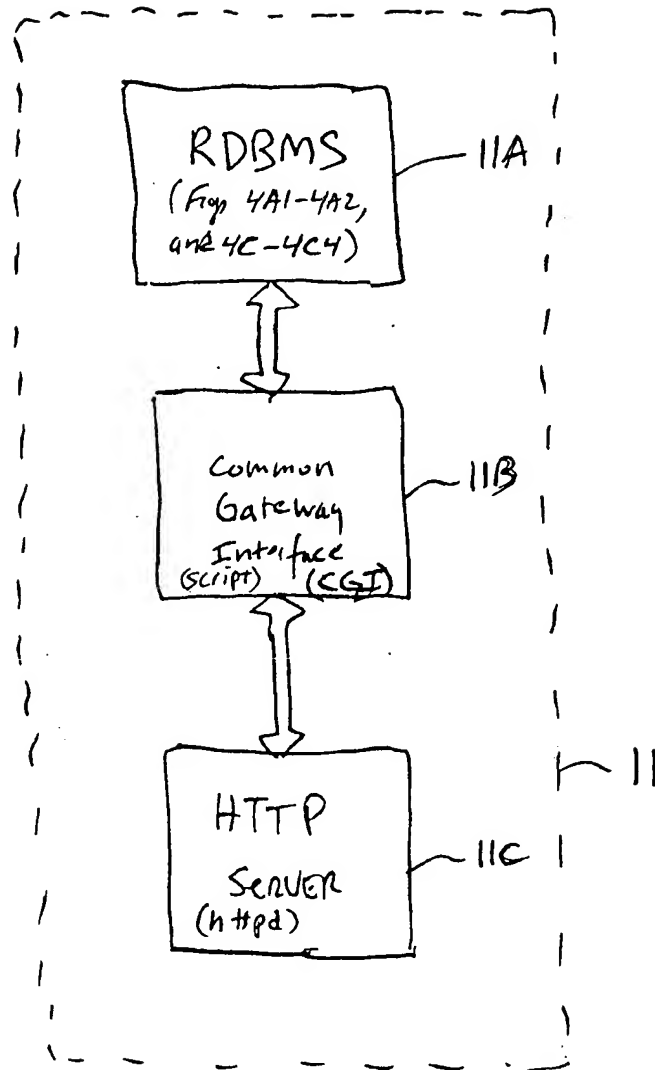 RDBMS
(Figs 4A1-4A2,
and 4C-4C4)
11A
Common
Gateway
Interface
(script) (CGI)
11B
11
HTTP
SERVER
(httpd)
11C